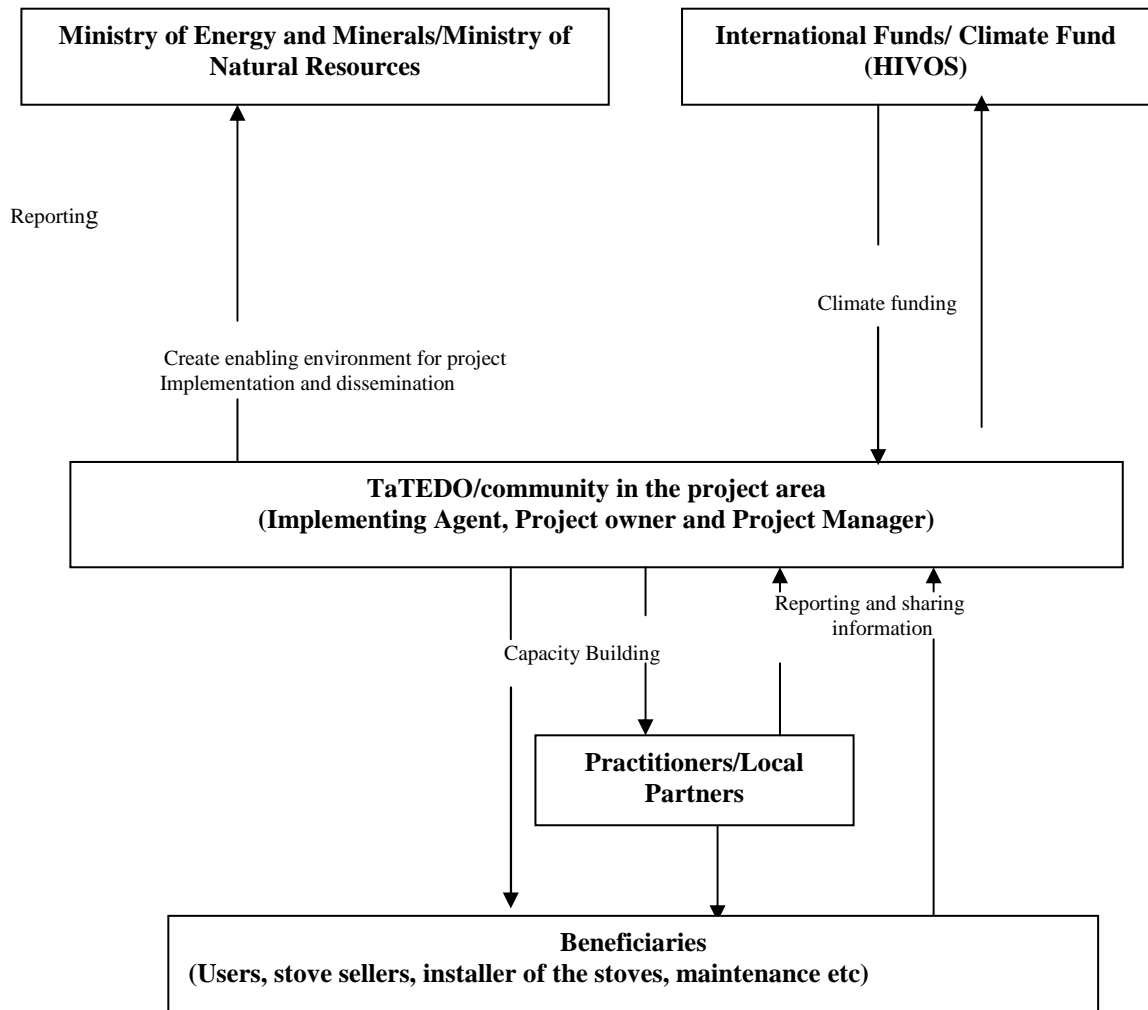 Ministry of Energy and Minerals/Ministry of
Natural Resources
International Funds/ Climate Fund
(HIVOS)
Reporting
Climate funding
Create enabling environment for project
Implementation and dissemination
TaTEDO/community in the project area
(Implementing Agent, Project owner and Project Manager)
Reporting and sharing
information
Capacity Building
Practitioners/Local
Partners
Beneficiaries
(Users, stove sellers, installer of the stoves, maintenance etc)